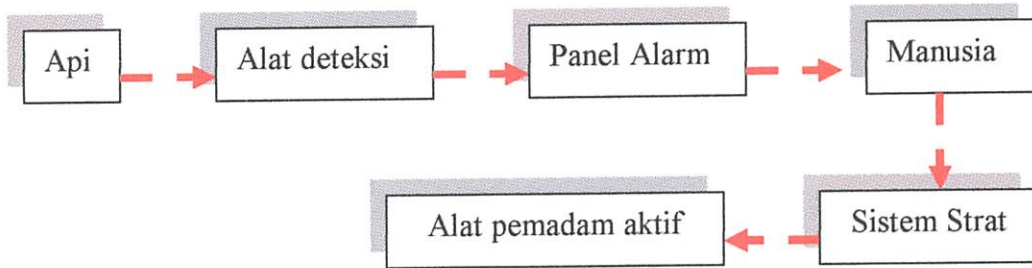 Api
Alat deteksi
Panel Alarm
Manusia
Sistem Strat
Alat pemadam aktif